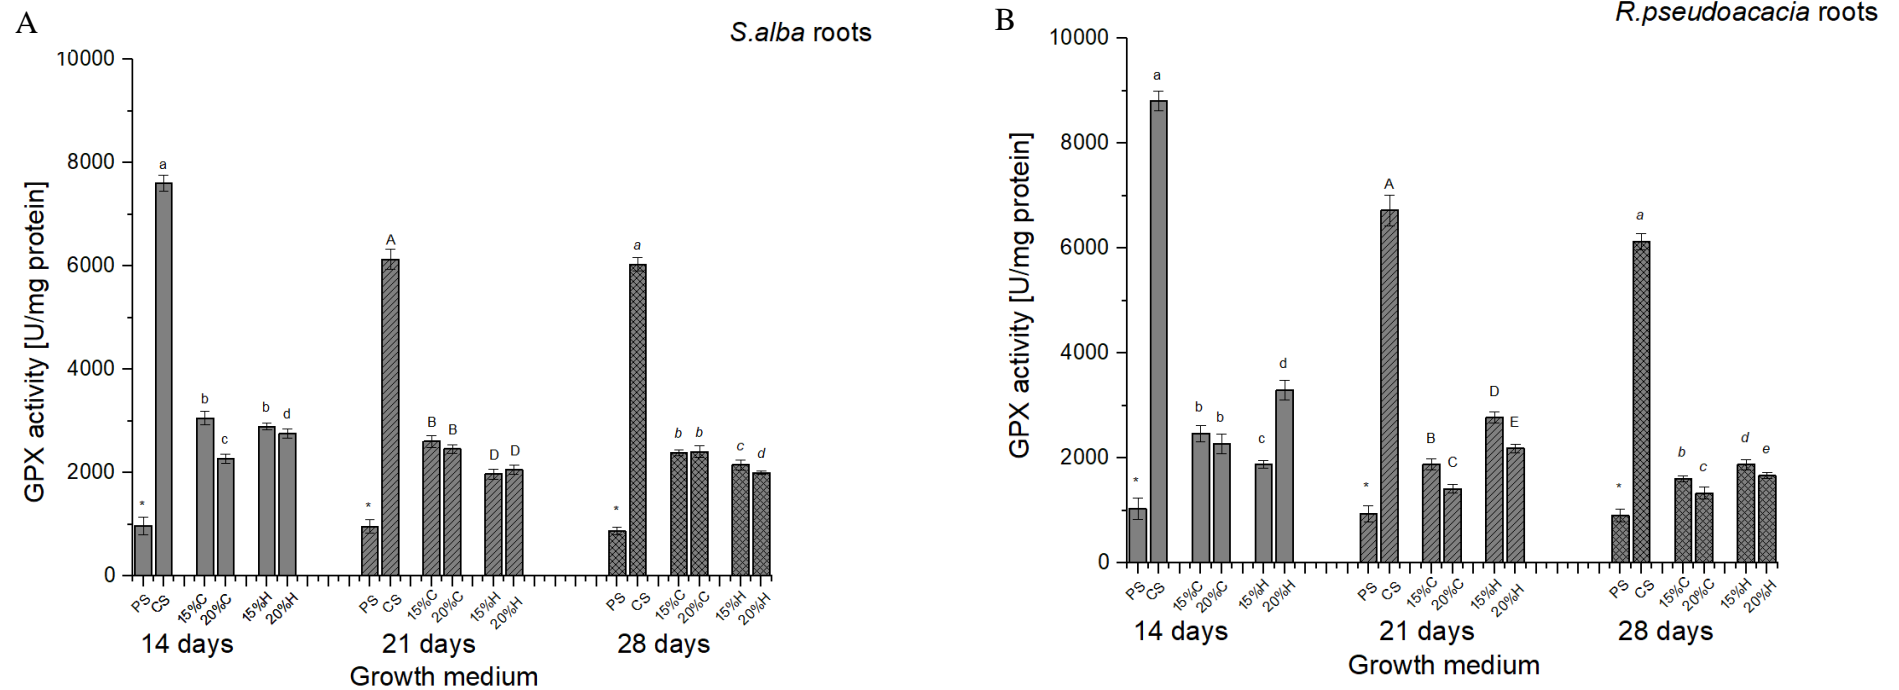 A
S.alba roots
GPX activity [U/mg protein]
10000
8000
6000
4000
2000
0
* a b c b d
* A B B D D
* a b b c d
PS CS 15%C 20%C 15%H 20%H
PS CS 15%C 20%C 15%H 20%H
PS CS 15%C 20%C 15%H 20%H
14 days 21 days 28 days
Growth medium
B
R.pseudoacacia roots
GPX activity [U/mg protein]
10000
8000
6000
4000
2000
0
* a b b c d
* A B C D E
* a b c d e
PS CS 15%C 20%C 15%H 20%H
PS CS 15%C 20%C 15%H 20%H
PS CS 15%C 20%C 15%H 20%H
14 days 21 days 28 days
Growth medium